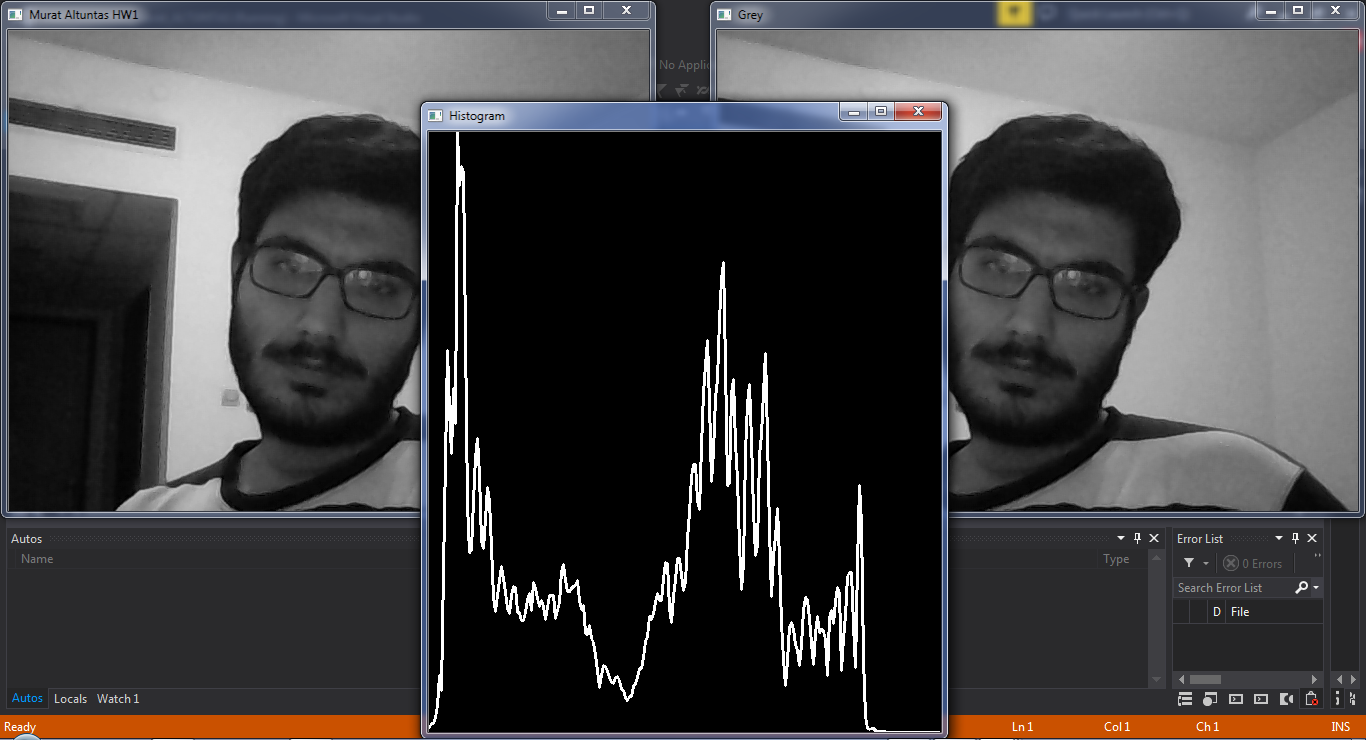 Murat Altuntas HW1
Grey
No Applic
Histogram
Autos
Name
Type
Error List
0 Errors
Search Error List
D File
Autos Locals Watch 1
Ready
Ln 1 Col 1 Ch 1 INS